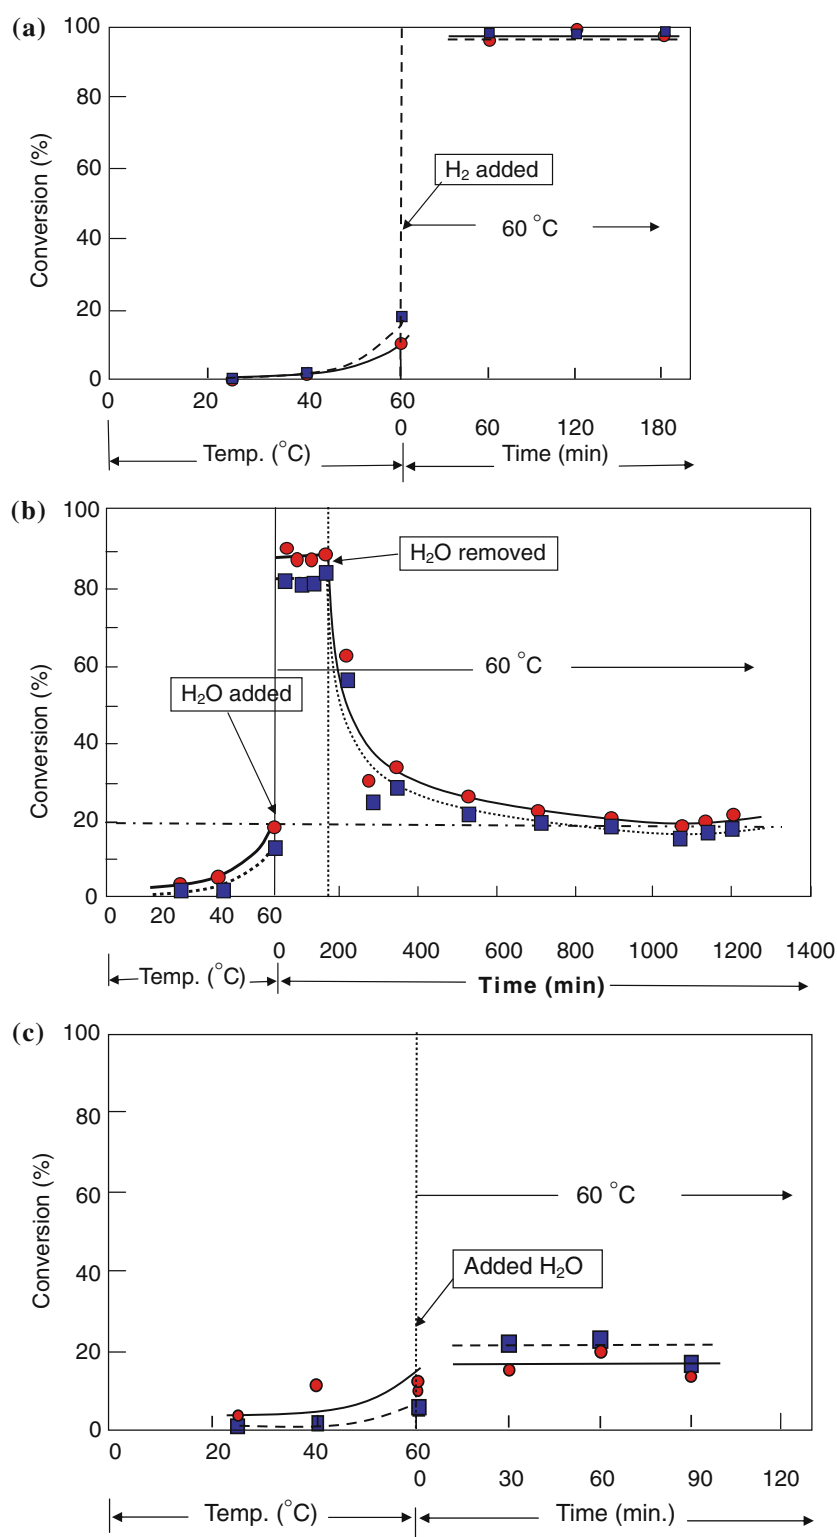 (a)
100
80
60
40
20
0
Conversion (%)
H₂ added
60 °C
0 20 40 60
0 60 120 180
Temp. (°C) Time (min)
(b)
100
80
60
40
20
0
Conversion (%)
H₂O removed
60 °C
H₂O added
0 20 40 60
0 200 400 600 800 1000 1200 1400
Temp. (°C) Time (min)
(c)
100
80
60
40
20
0
Conversion (%)
60 °C
Added H₂O
0 20 40 60
0 30 60 90 120
Temp. (°C) Time (min.)